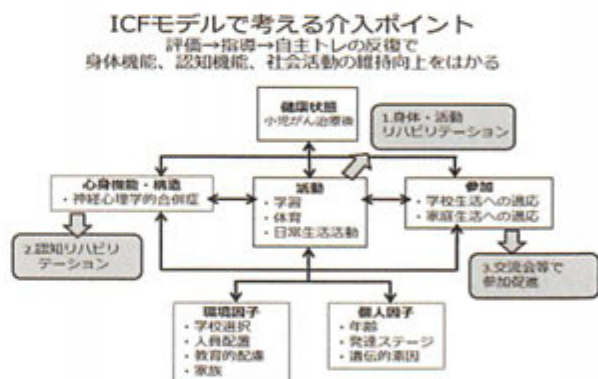 ICFモデルで考える介入ポイント
評価→指導→自主トレの反復で
身体機能、認知機能、社会活動の維持向上をはかる
健康状態
小児がん治療後
1.身体・活動
リハビリテーション
心身機能・構造
・神経心理学的合併症
活動
・学習
・体育
・日常生活活動
参加
・学校生活への適応
・家庭生活への適応
2.認知リハビリ
テーション
3.交流会等で
参加促進
環境因子
・学校選択
・人員配置
・教育的配慮
・家族
個人因子
・年齢
・発達ステージ
・遺伝的素因